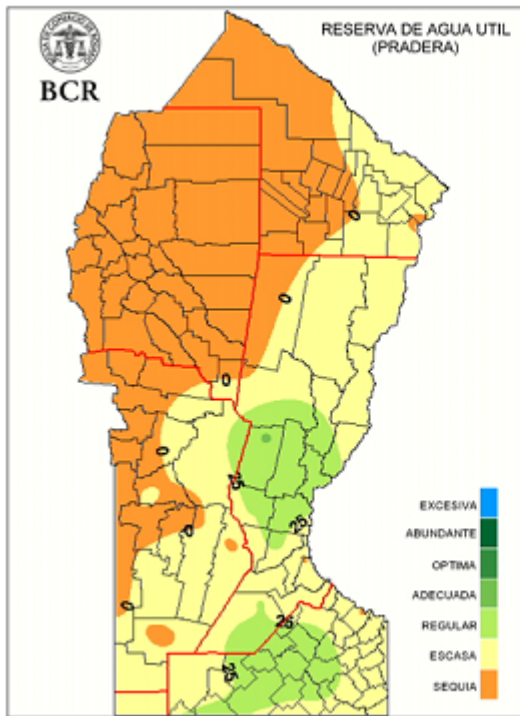 RESERVA DE AGUA UTIL
(PRADERA)
BCR
0
0
0
0
25
25
0
0
25
25
EXCESIVA
ABUNDANTE
OPTIMA
ADECUADA
REGULAR
ESCASA
SEQUIA